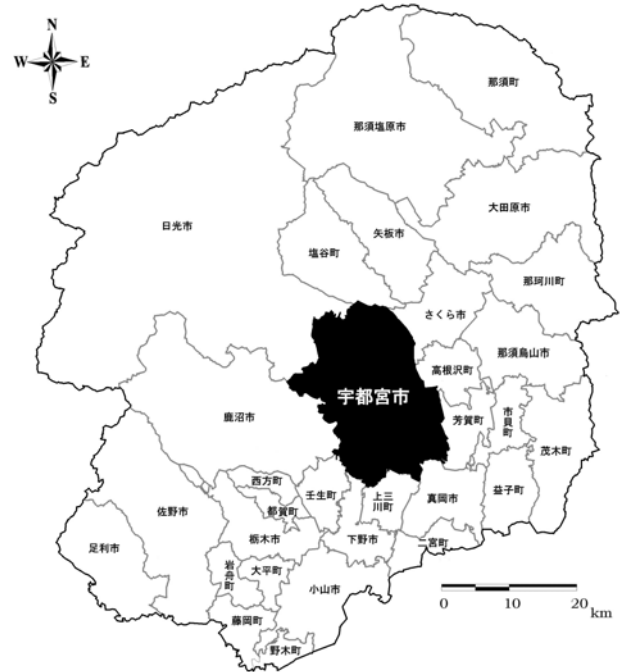 N
W E
S
那須町
那須塩原市
大田原市
日光市
矢板市
塩谷町
那珂川町
さくら市
那須烏山市
高根沢町
宇都宮市
鹿沼市
芳賀町
市貝町
茂木町
西方町
壬生町
上三川町
真岡市
益子町
佐野市
都賀町
栃木市
下野市
二宮町
足利市
岩舟町
大平町
小山市
藤岡町
野木町
0 10 20
km